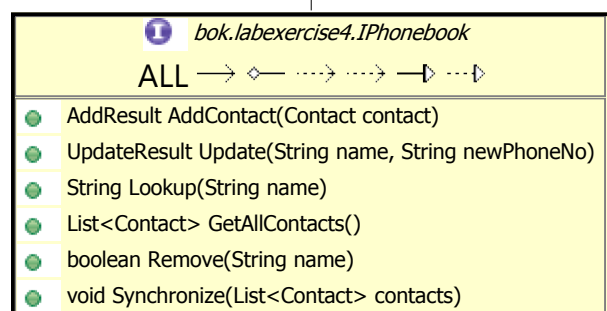 I bok.labexercise4.IPhonebook
ALL
AddResult AddContact(Contact contact)
UpdateResult Update(String name, String newPhoneNo)
String Lookup(String name)
List<Contact> GetAllContacts()
boolean Remove(String name)
void Synchronize(List<Contact> contacts)